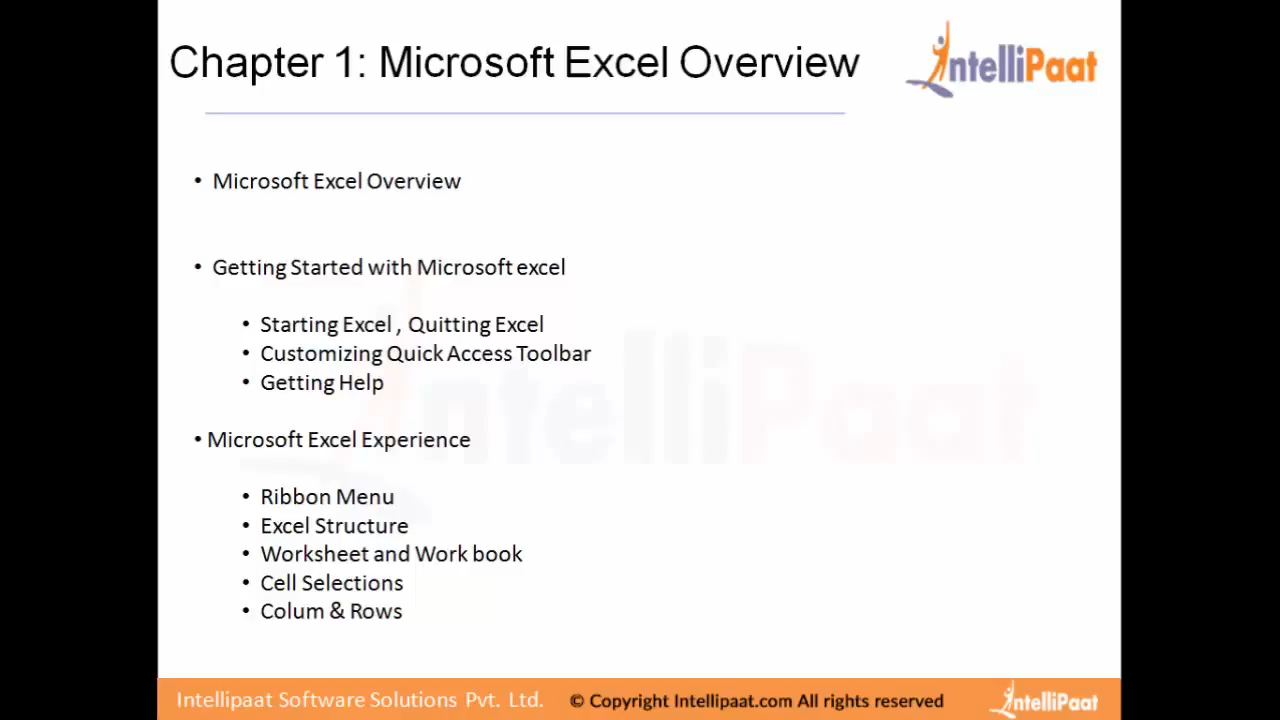 Chapter 1: Microsoft Excel Overview
IntelliPaat
• Microsoft Excel Overview
• Getting Started with Microsoft excel
• Starting Excel , Quitting Excel
• Customizing Quick Access Toolbar
• Getting Help
• Microsoft Excel Experience
• Ribbon Menu
• Excel Structure
• Worksheet and Work book
• Cell Selections
• Colum & Rows
IntelliPaat
Intellipaat Software Solutions Pvt. Ltd. © Copyright Intellipaat.com All rights reserved IntelliPaat